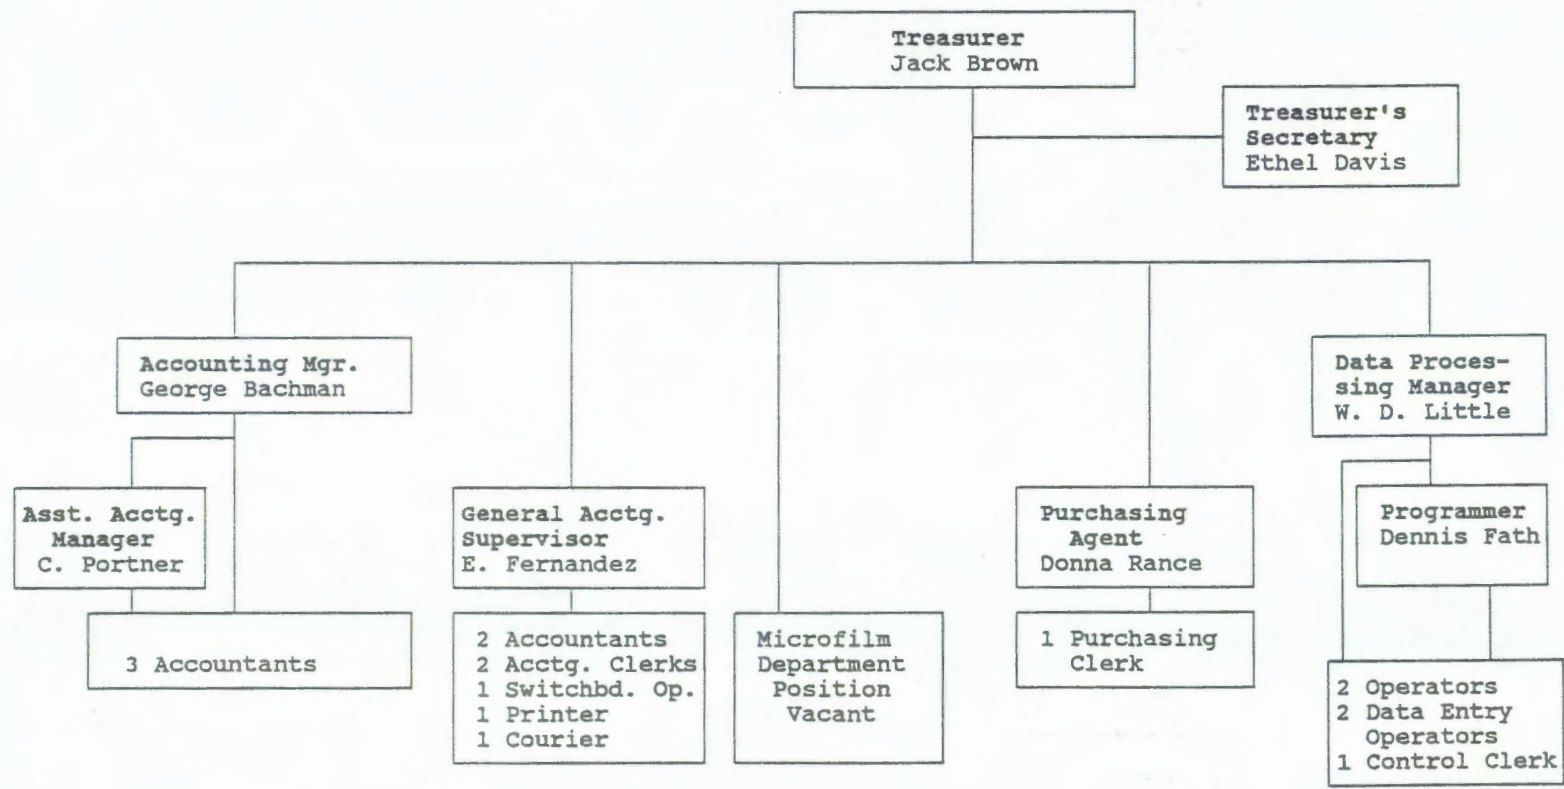 Treasurer
Jack Brown
Treasurer's
Secretary
Ethel Davis
Accounting Mgr.
George Bachman
Data Proces-
sing Manager
W. D. Little
Asst. Acctg.
Manager
C. Portner
General Acctg.
Supervisor
E. Fernandez
Purchasing
Agent
Donna Rance
Programmer
Dennis Fath
3 Accountants
2 Accountants
2 Acctg. Clerks
1 Switchbd. Op.
1 Printer
1 Courier
Microfilm
Department
Position
Vacant
1 Purchasing
Clerk
2 Operators
2 Data Entry
Operators
1 Control Clerk